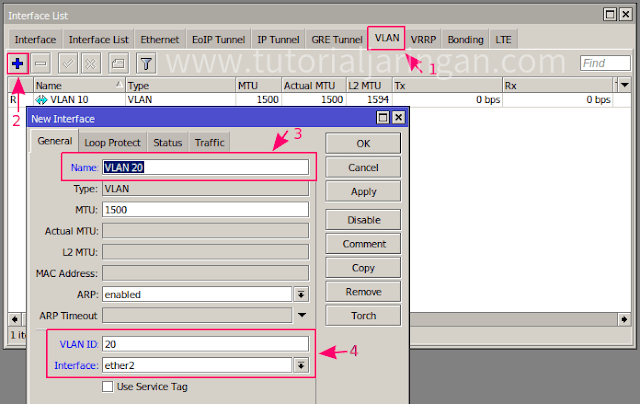 Interface List
Interface Interface List Ethernet EoIP Tunnel IP Tunnel GRE Tunnel VLAN VRRP Bonding LTE
www.tutorialjaringan.com
1
Find
2
Name Type MTU Actual MTU L2 MTU Tx Rx
R VLAN 10 VLAN 1500 1500 1594 0 bps 0 bps
New Interface
3
General Loop Protect Status Traffic
OK
Name: VLAN 20
Cancel
Type: VLAN
Apply
MTU: 1500
Disable
Actual MTU:
Comment
L2 MTU:
Copy
MAC Address:
Remove
ARP: enabled
ARP Timeout
Torch
1 ite
VLAN ID: 20
4
Interface: ether2
Use Service Tag